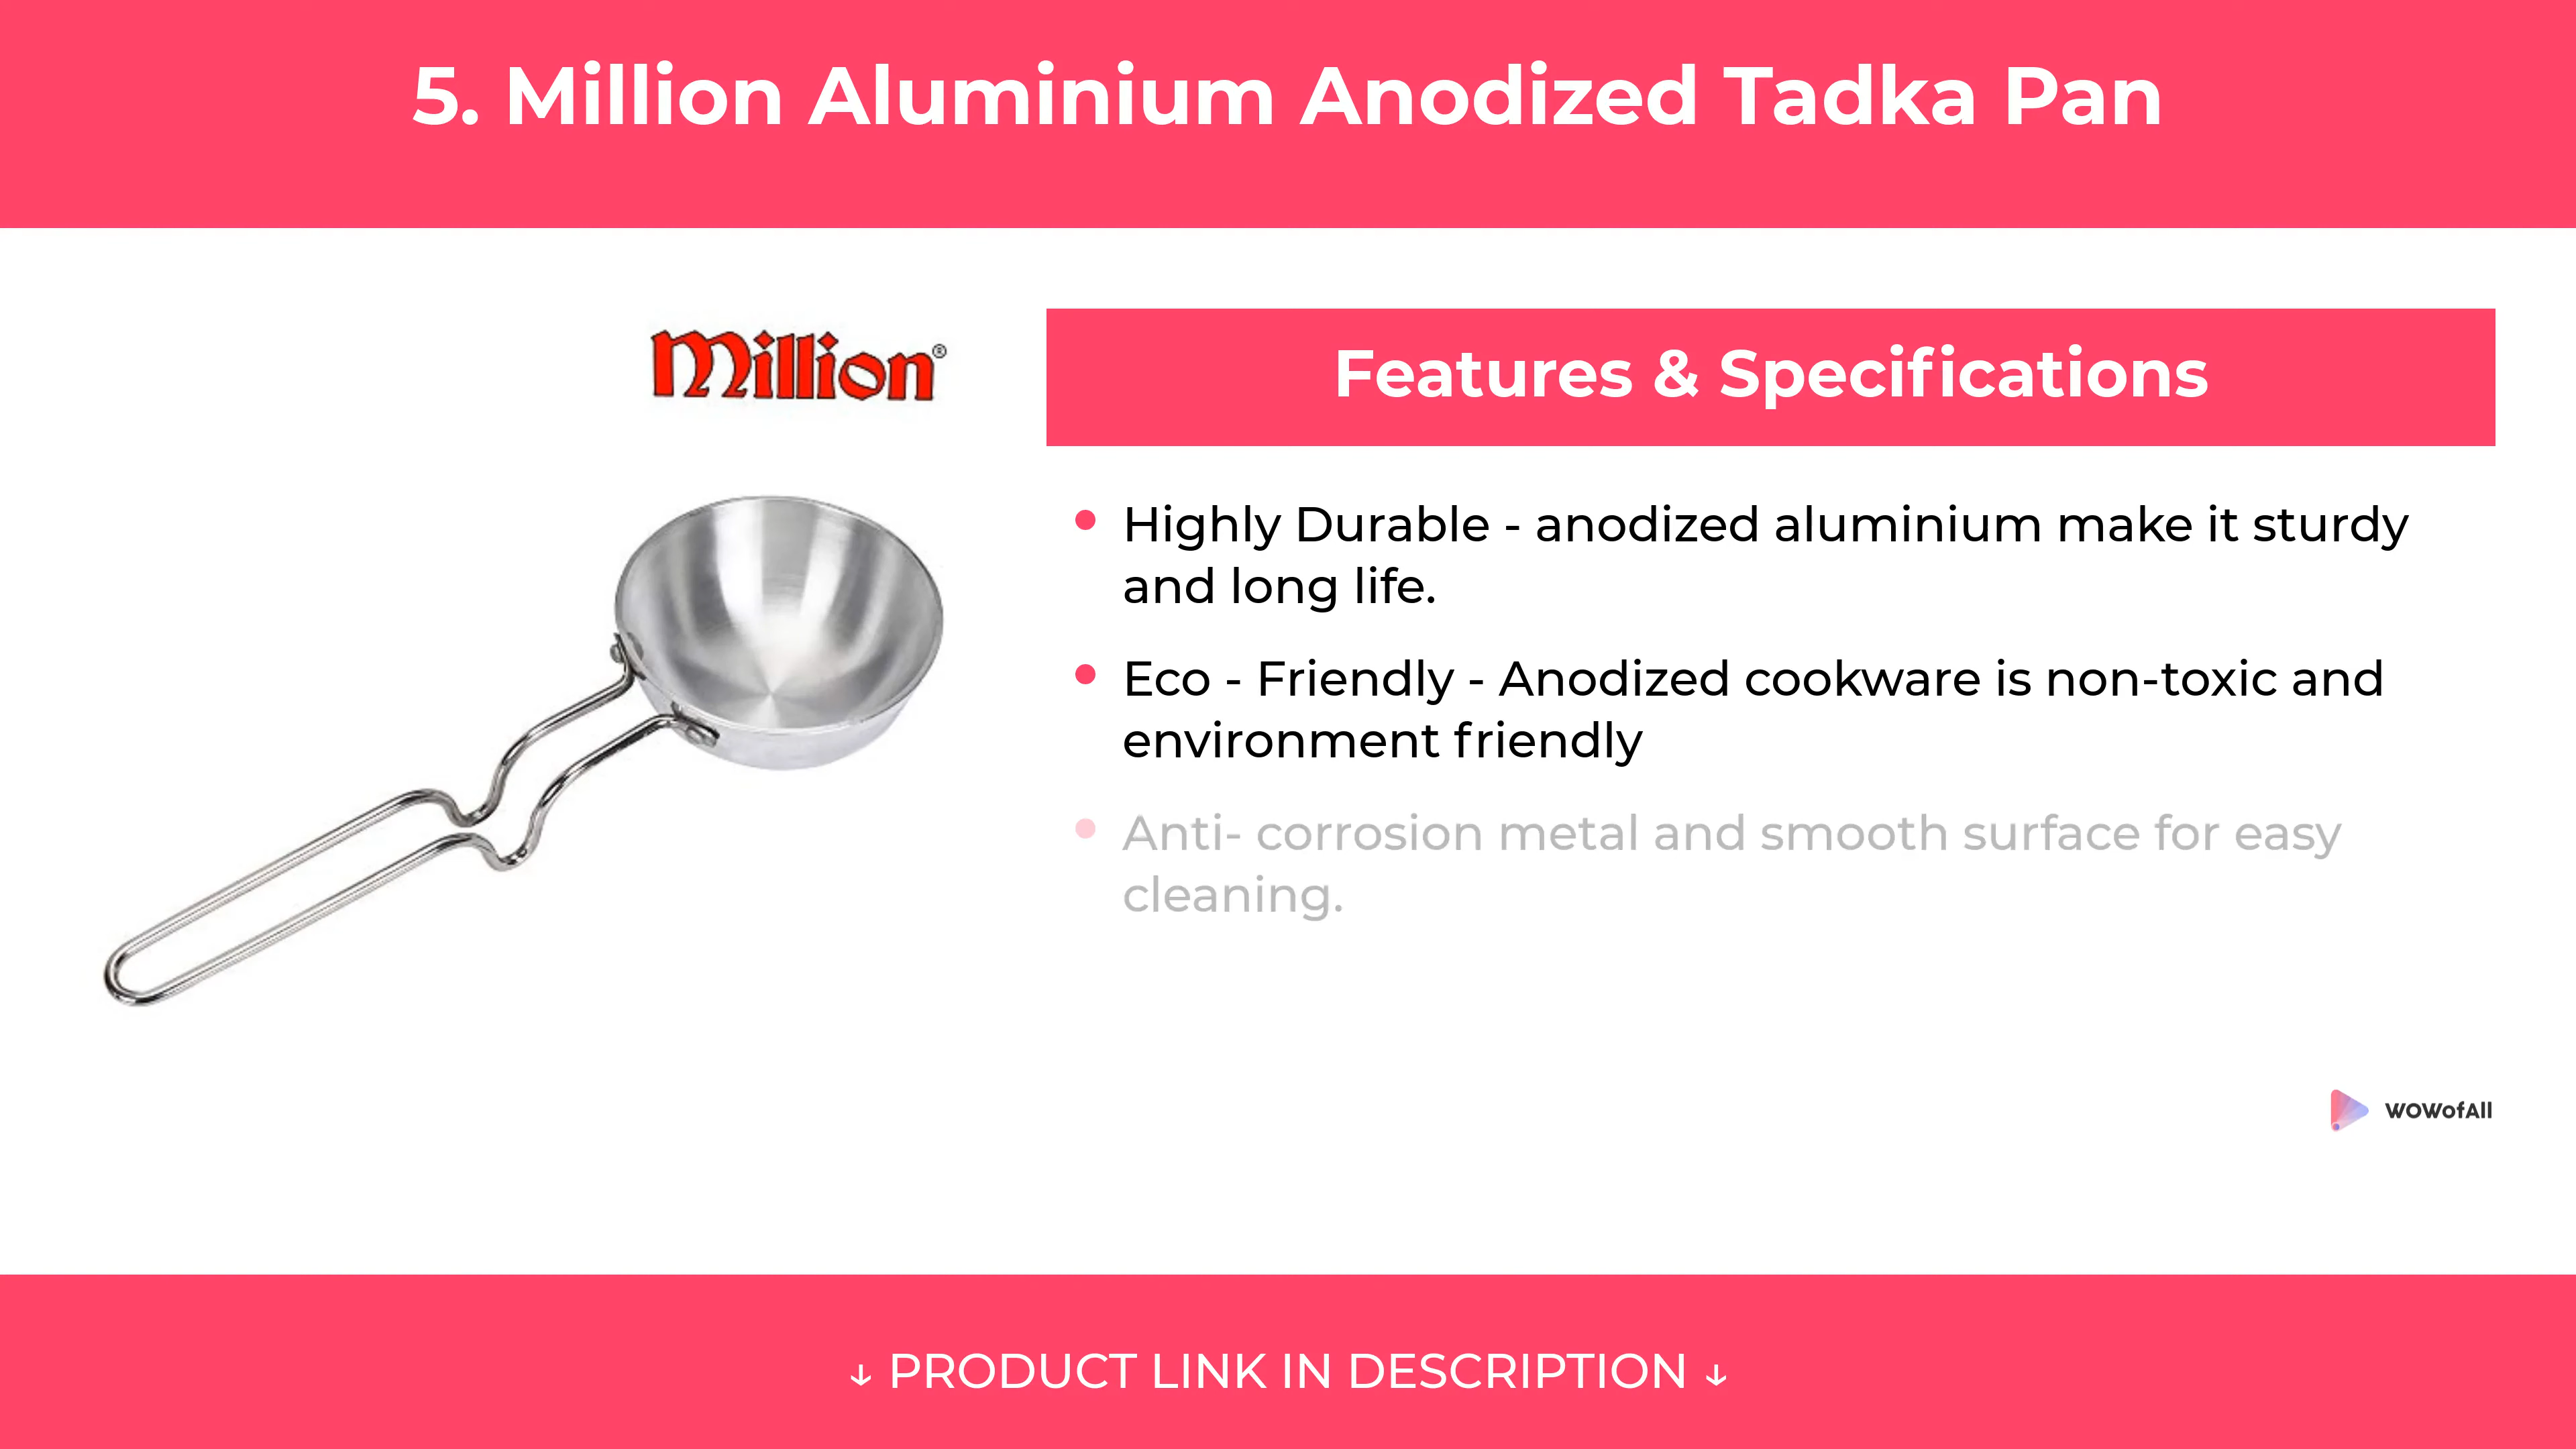 5. Million Aluminium Anodized Tadka Pan
Million®
Features & Specifications
Highly Durable - anodized aluminium make it sturdy
and long life.
Eco - Friendly - Anodized cookware is non-toxic and
environment friendly
Anti- corrosion metal and smooth surface for easy
cleaning.
WOWofAll
↓ PRODUCT LINK IN DESCRIPTION ↓